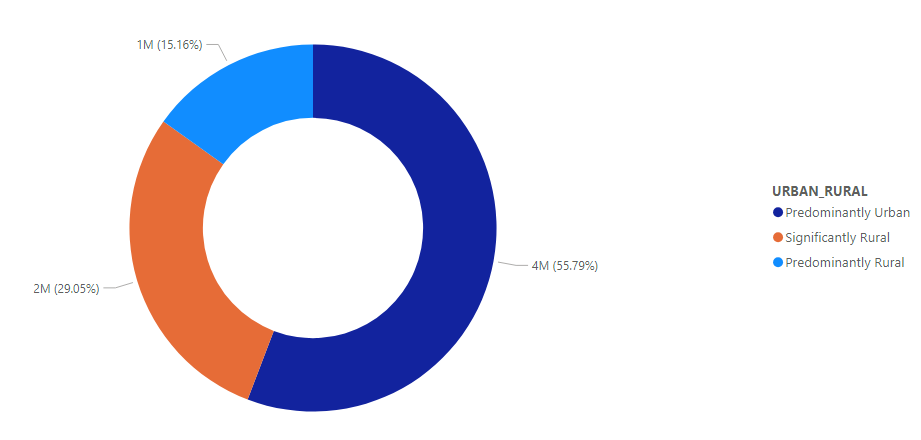 1M (15.16%)
2M (29.05%)
4M (55.79%)
URBAN_RURAL
Predominantly Urban
Significantly Rural
Predominantly Rural